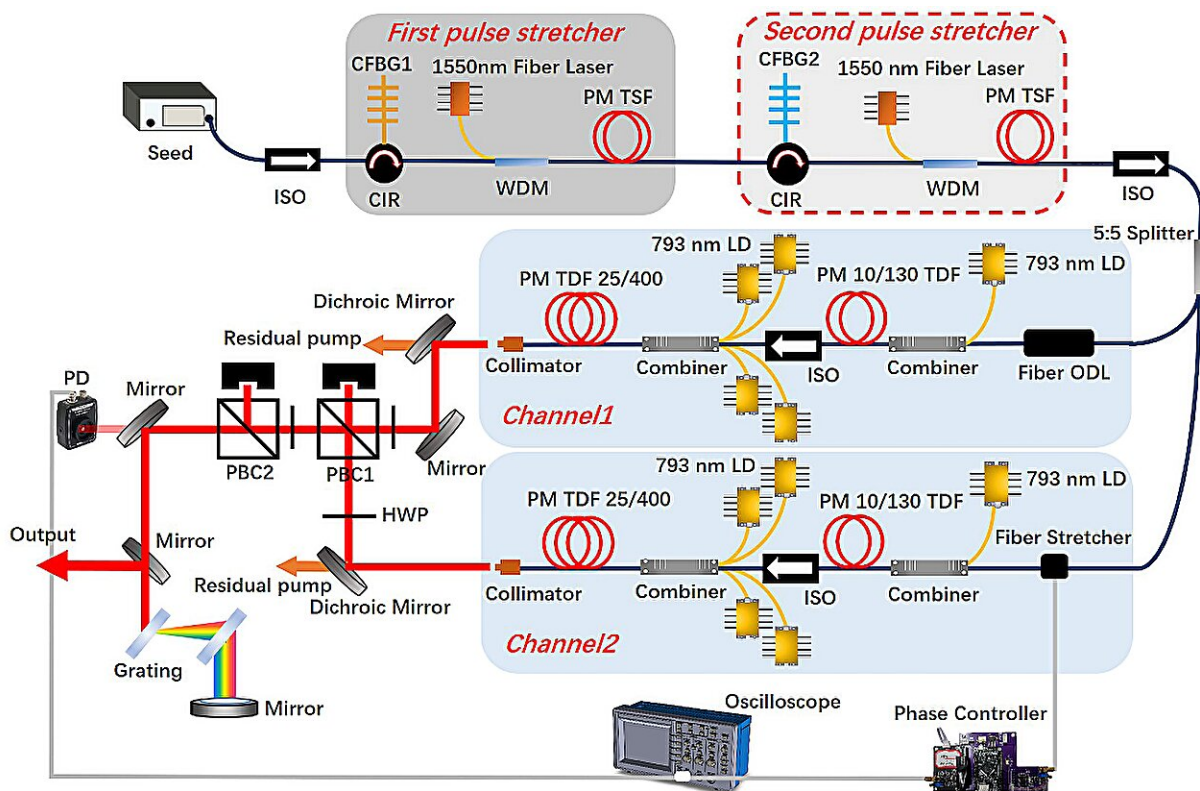 First pulse stretcher
Second pulse stretcher
CFBG1
1550nm Fiber Laser
PM TSF
CFBG2
1550 nm Fiber Laser
PM TSF
Seed
ISO
CIR
WDM
CIR
WDM
ISO
5:5 Splitter
793 nm LD
793 nm LD
PM TDF 25/400
PM 10/130 TDF
Dichroic Mirror
Residual pump
Collimator
Combiner
ISO
Combiner
Fiber ODL
PD
Mirror
Channel1
Mirror
PBC2
PBC1
793 nm LD
793 nm LD
PM TDF 25/400
PM 10/130 TDF
HWP
Output
Mirror
Fiber Stretcher
Residual pump
Dichroic Mirror
Collimator
Combiner
ISO
Combiner
Channel2
Grating
Mirror
Oscilloscope
Phase Controller